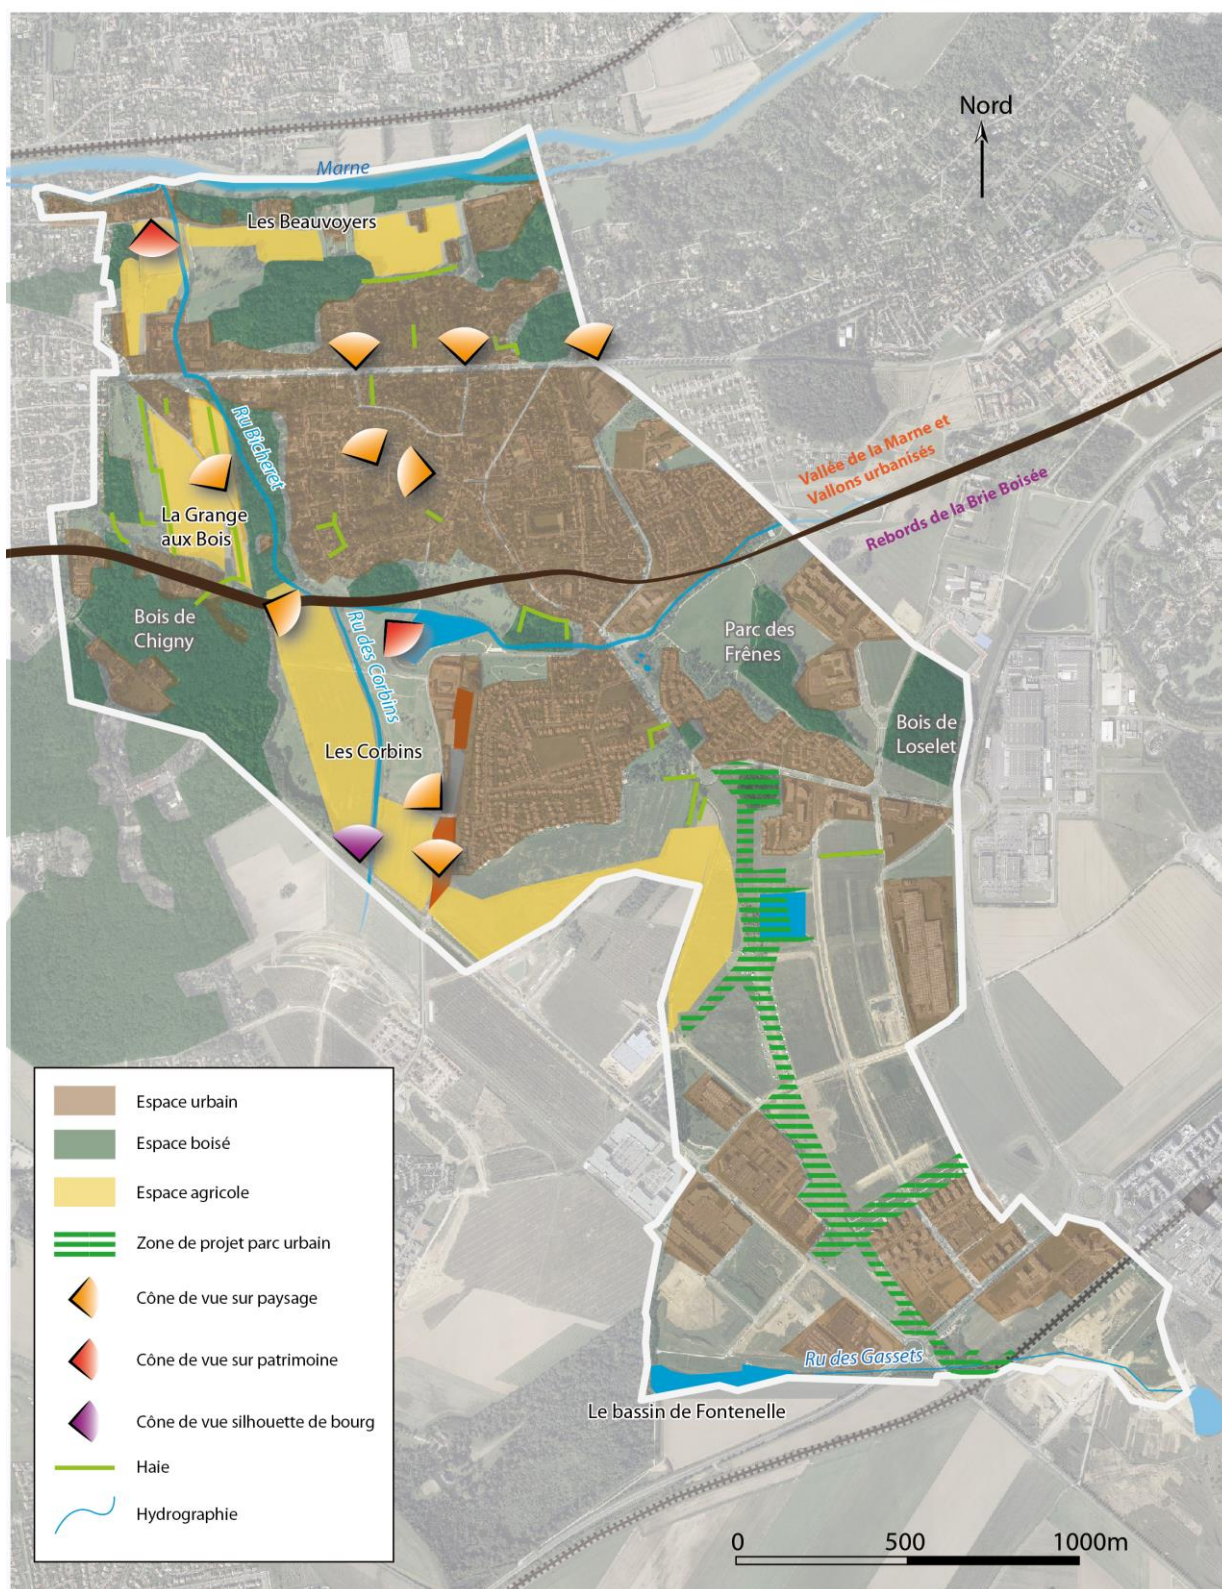 Nord
Marne
Les Beauvoyers
Ru Bicheret
Vallée de la Marne et
Vallons urbanisés
Rebords de la Brie Boisée
La Grange
aux Bois
Bois de
Chigny
Ru des Corbins
Parc des
Frênes
Bois de
Loselet
Les Corbins
Espace urbain
Espace boisé
Espace agricole
Zone de projet parc urbain
Cône de vue sur paysage
Cône de vue sur patrimoine
Cône de vue silhouette de bourg
Haie
Hydrographie
Ru des Gassets
Le bassin de Fontenelle
0 500 1000m